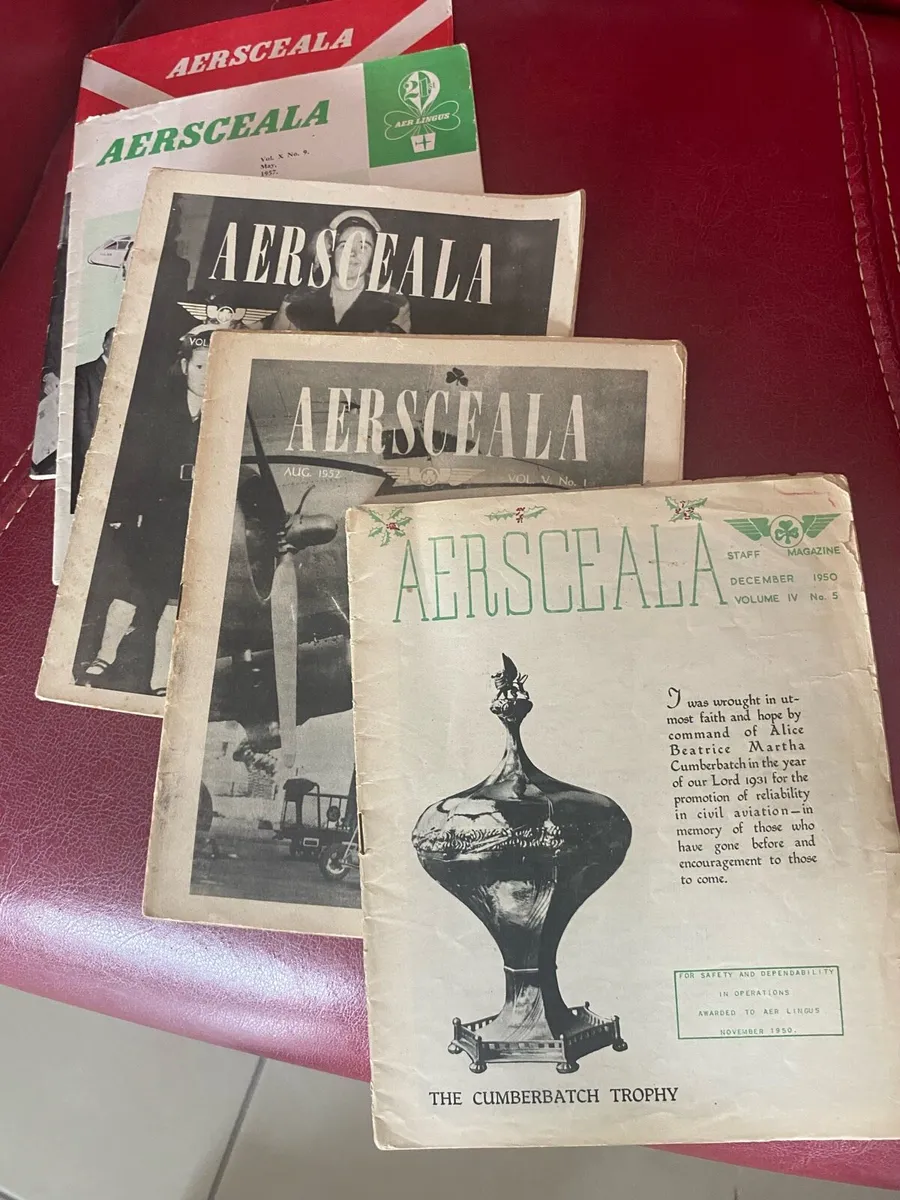 AERSCEALA
AERSCEALA
21
AER LINGUS
Vol. X No. 9.
May,
1957.
AERSCEALA
VOL
AERSCEALA
AUG. 1952
VOL. V. No. 1
AERSCEALA
STAFF MAGAZINE
DECEMBER 1950
VOLUME IV No. 5
I was wrought in ut-
most faith and hope by
command of Alice
Beatrice Martha
Cumberbatch in the year
of our Lord 1931 for the
promotion of reliability
in civil aviation—in
memory of those who
have gone before and
encouragement to those
to come.
FOR SAFETY AND DEPENDABILITY
IN OPERATIONS
AWARDED TO AER LINGUS
NOVEMBER 1950.
THE CUMBERBATCH TROPHY